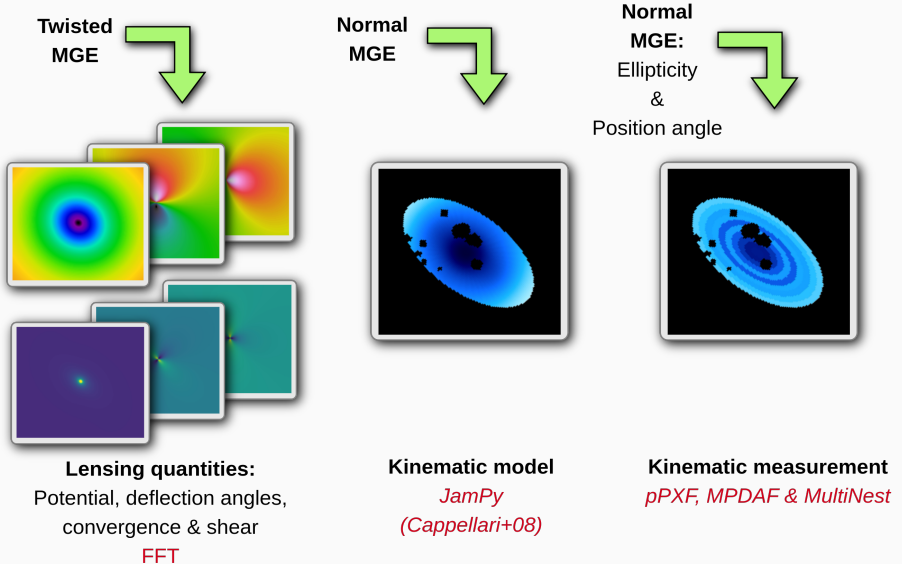 Twisted
MGE
Normal
MGE
Normal
MGE:
Ellipticity
&
Position angle
Lensing quantities:
Potential, deflection angles,
convergence & shear
FFT
Kinematic model
JamPy
(Cappellari+08)
Kinematic measurement
pPXF, MPDAF & MultiNest